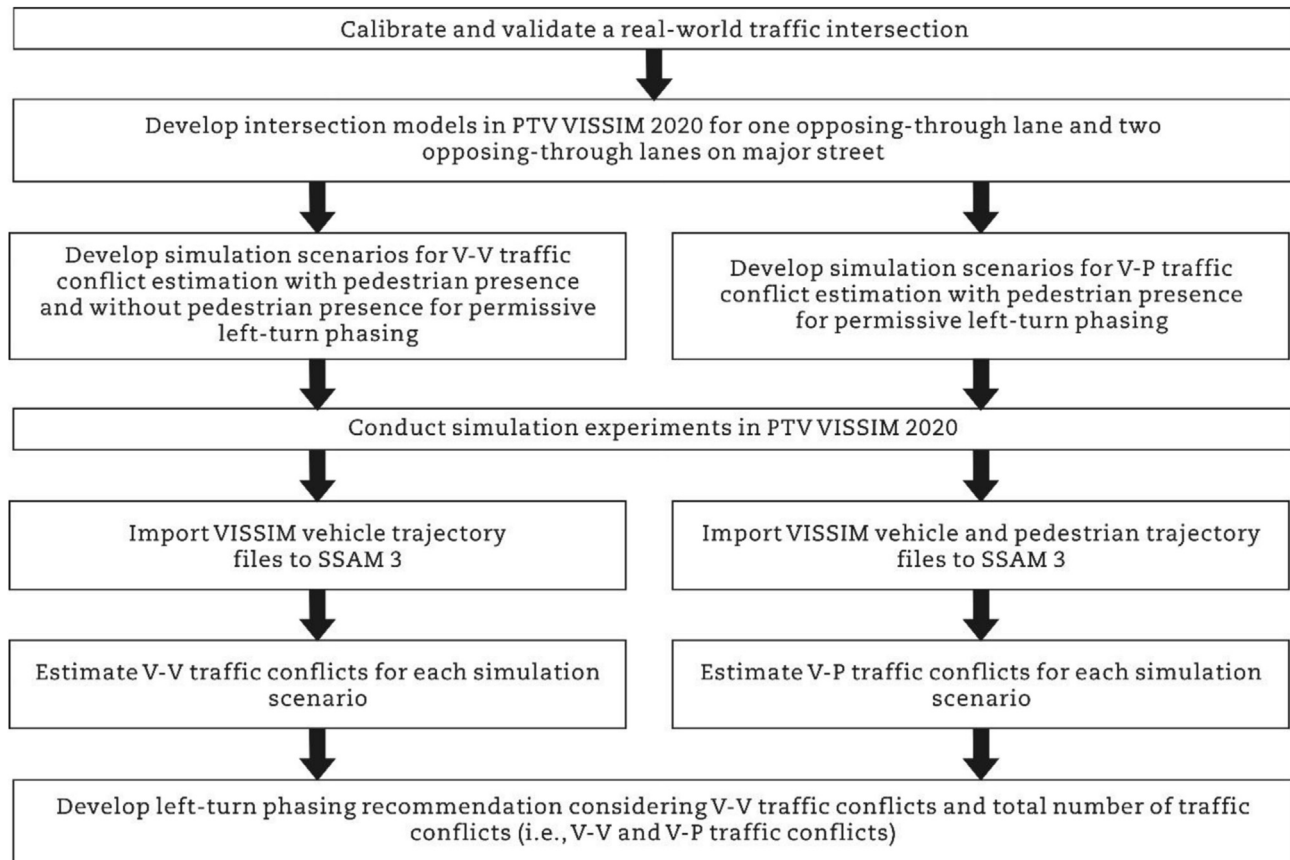 Calibrate and validate a real-world traffic intersection
Develop intersection models in PTV VISSIM 2020 for one opposing-through lane and two
opposing-through lanes on major street
Develop simulation scenarios for V-V traffic
conflict estimation with pedestrian presence
and without pedestrian presence for permissive
left-turn phasing
Develop simulation scenarios for V-P traffic
conflict estimation with pedestrian presence
for permissive left-turn phasing
Conduct simulation experiments in PTV VISSIM 2020
Import VISSIM vehicle trajectory
files to SSAM 3
Import VISSIM vehicle and pedestrian trajectory
files to SSAM 3
Estimate V-V traffic conflicts for each simulation
scenario
Estimate V-P traffic conflicts for each simulation
scenario
Develop left-turn phasing recommendation considering V-V traffic conflicts and total number of traffic
conflicts (i.e., V-V and V-P traffic conflicts)